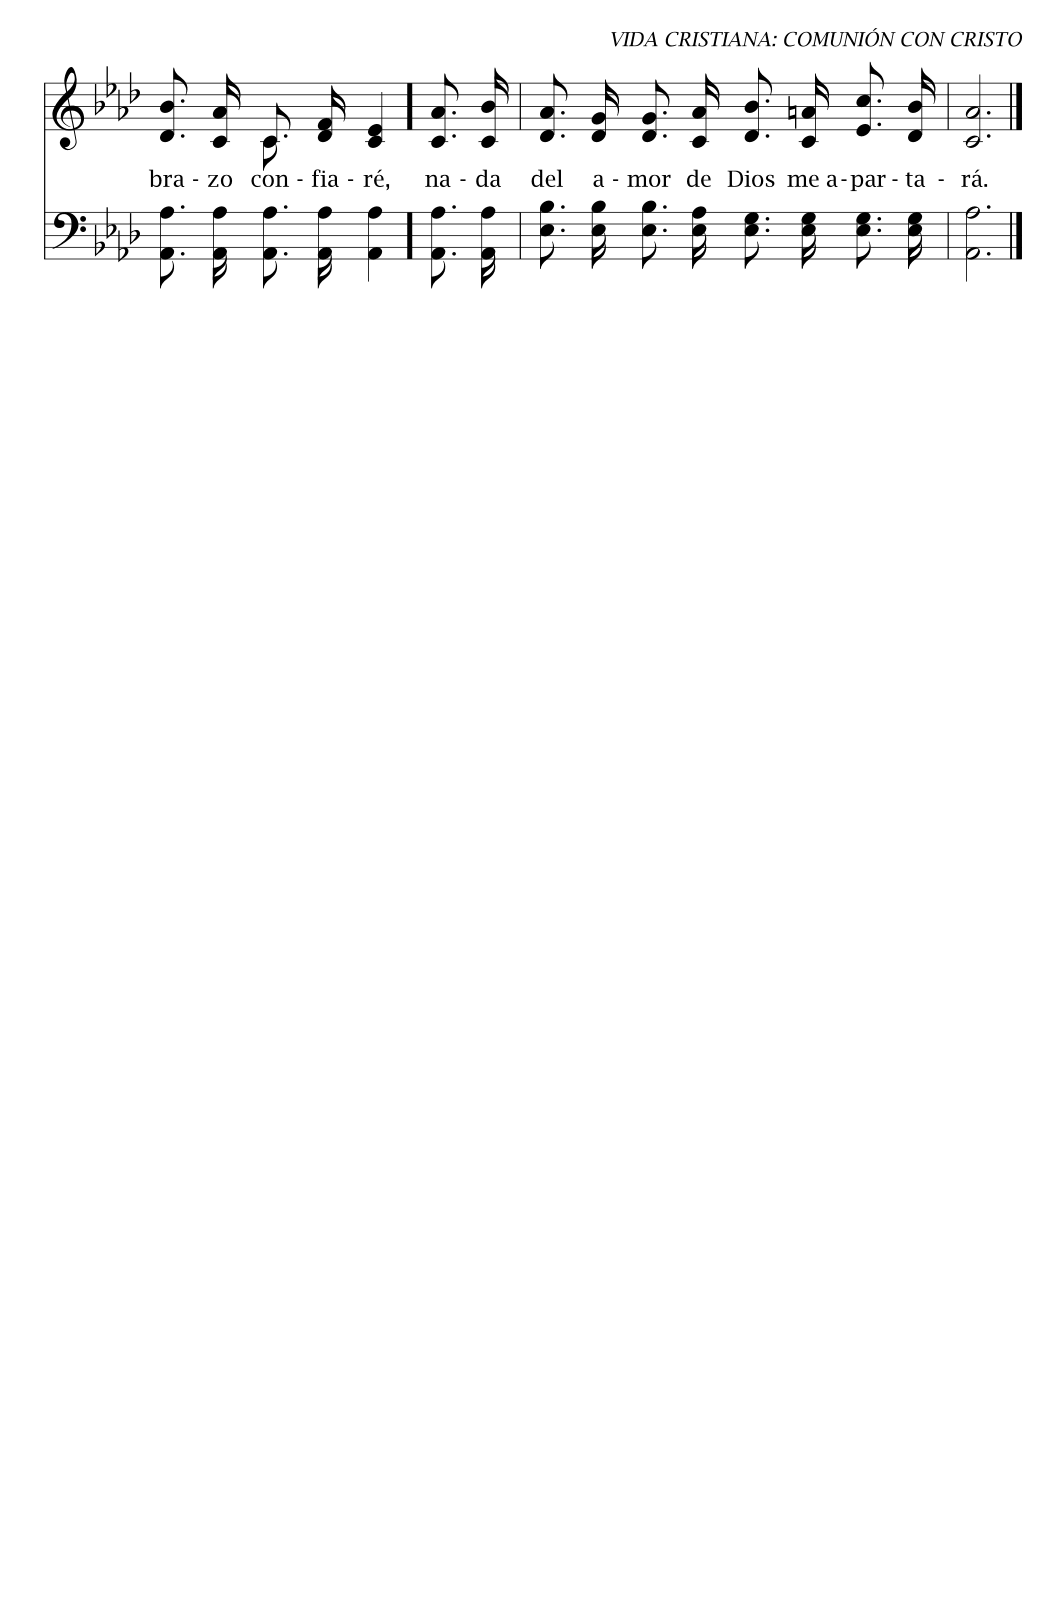 VIDA CRISTIANA: COMUNIÓN CON CRISTO
bra - zo con - fia - ré, na - da del a - mor de Dios me a - par - ta - rá.